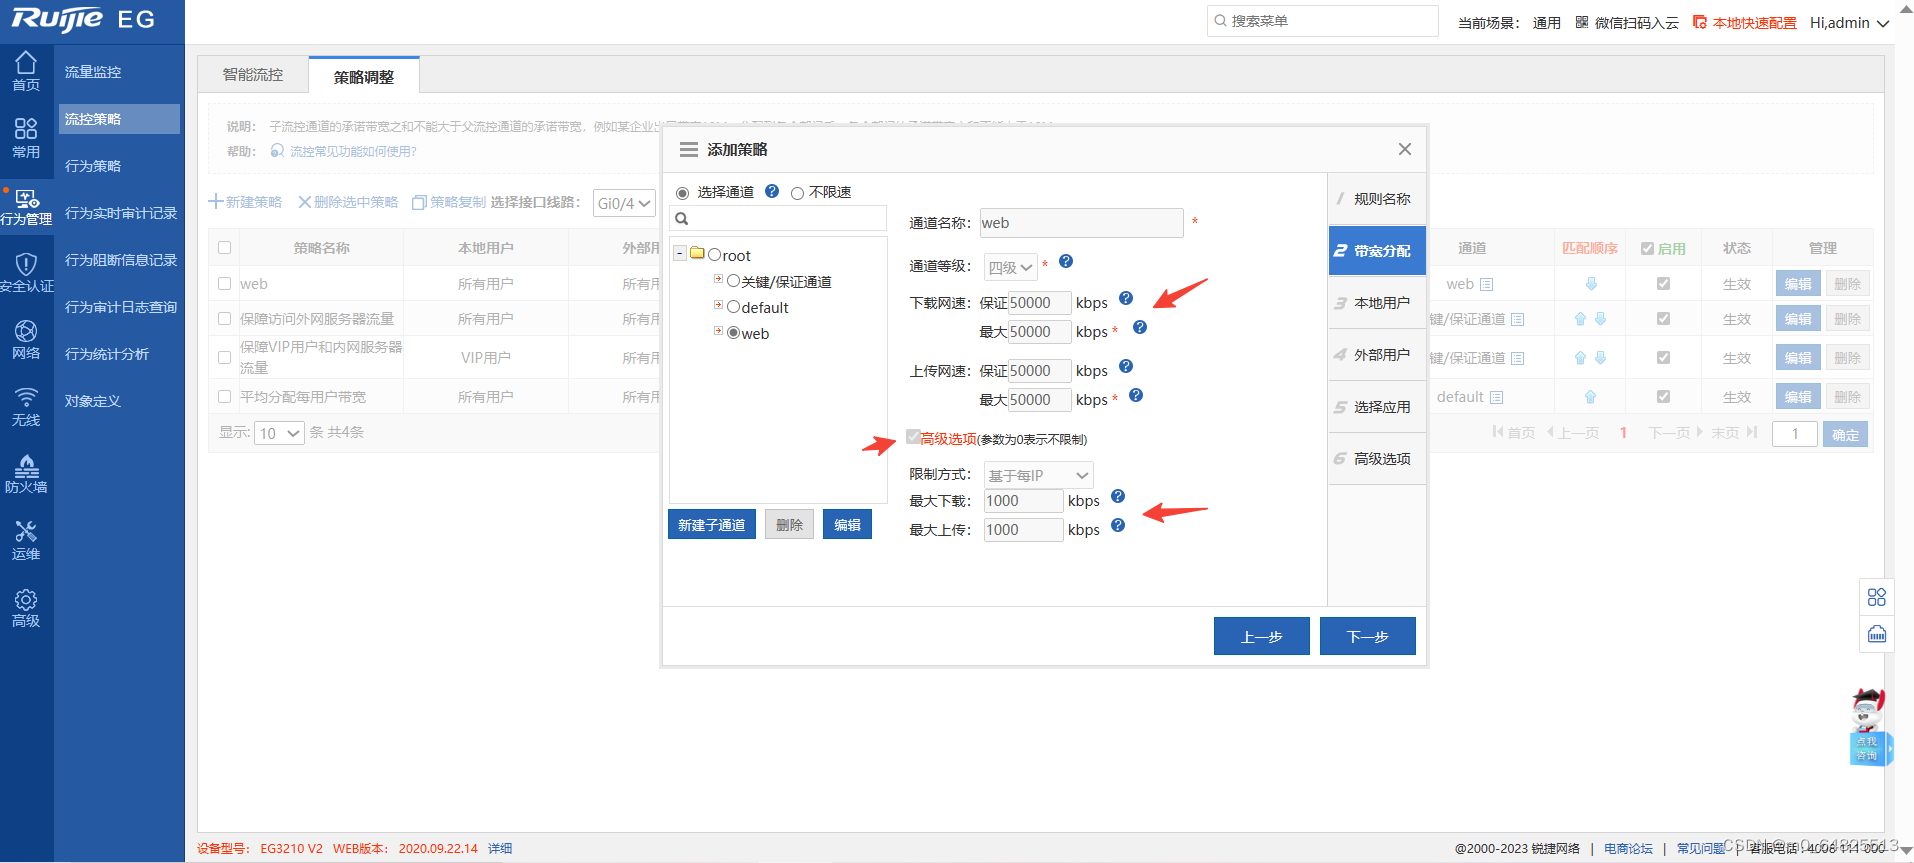 Ruijie EG
搜索菜单
当前场景： 通用 微信扫码入云 本地快速配置 Hi,admin
首页
常用
行为管理
安全认证
网络
无线
防火墙
运维
高级
流量监控
流控策略
行为策略
行为实时审计记录
行为阻断信息记录
行为审计日志查询
行为统计分析
对象定义
智能流控 策略调整
说明： 子流控通道的承诺带宽之和不能大于父流控通道的承诺带宽，例如某企业出
帮助： 流控常见功能如何使用?
新建策略 删除选中策略 策略复制 选择接口线路： Gi0/4
策略名称 本地用户 外部用 通道 匹配顺序 启用 状态 管理
web 所有用户 所有用 web 生效 编辑 删除
保障访问外网服务器流量 所有用户 所有用 键/保证通道 生效 编辑 删除
保障VIP用户和内网服务器
流量 VIP用户 所有用 键/保证通道 生效 编辑 删除
平均分配每用户带宽 所有用户 所有用 default 生效 编辑 删除
显示: 10 条 共4条 首页 上一页 1 下一页 末页 1 确定
添加策略
选择通道 不限速
root
关键/保证通道
default
web
新建子通道 删除 编辑
通道名称： web *
通道等级： 四级 *
下载网速： 保证 50000 kbps
最大 50000 kbps *
上传网速： 保证 50000 kbps
最大 50000 kbps *
高级选项(参数为0表示不限制)
限制方式： 基于每IP
最大下载： 1000 kbps
最大上传： 1000 kbps
1 规则名称
2 带宽分配
3 本地用户
4 外部用户
5 选择应用
6 高级选项
上一步 下一步
点我
咨询
设备型号： EG3210 V2 WEB版本： 2020.09.22.14 详细
@2000-2023 锐捷网络 | 电商论坛 | 常见问题 | 客服电话